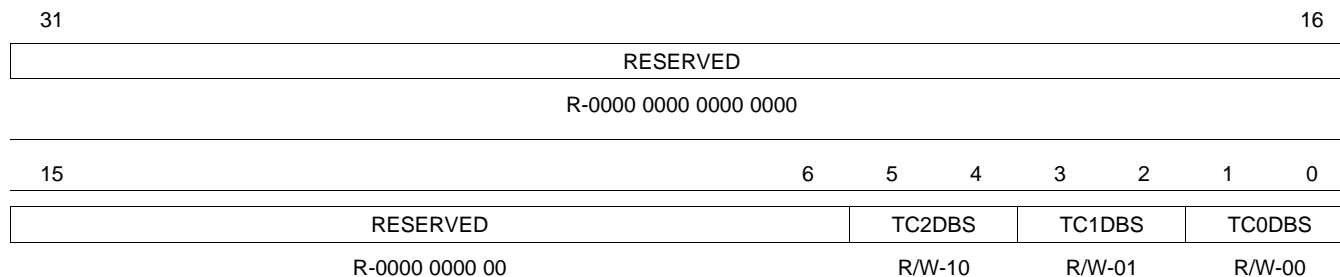 31 16
RESERVED
R-0000 0000 0000 0000
15 6 5 4 3 2 1 0
RESERVED TC2DBS TC1DBS TC0DBS
R-0000 0000 00 R/W-10 R/W-01 R/W-00